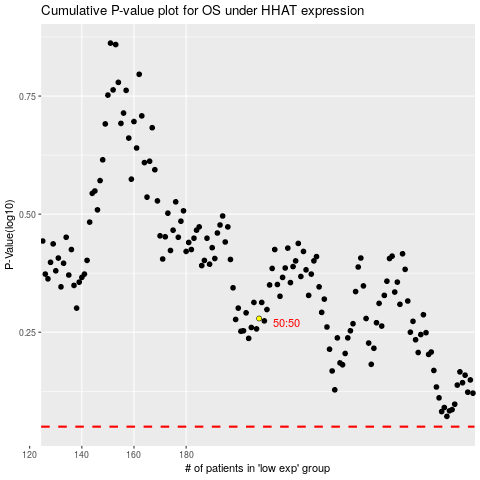 Cumulative P-value plot for OS under HHAT expression
P-Value(log10)
0.75
0.50
0.25
50:50
120 140 160 180
# of patients in 'low exp' group